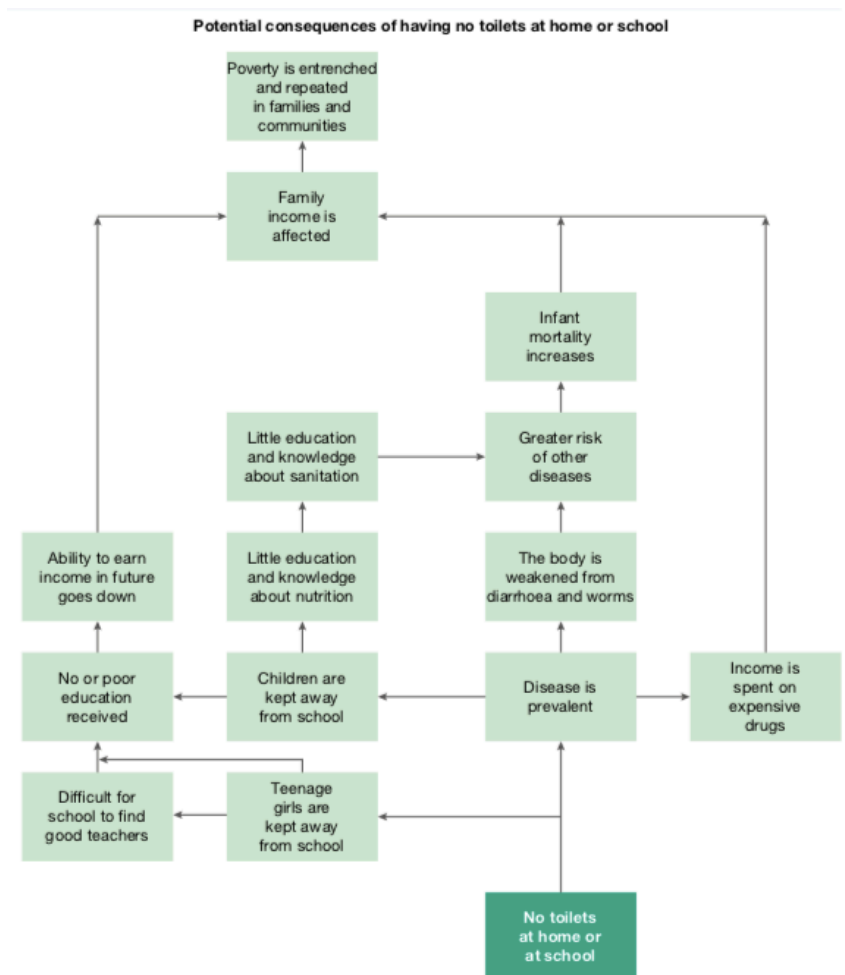 Potential consequences of having no toilets at home or school
Poverty is entrenched
and repeated
in families and
communities
Family
income is
affected
Infant
mortality
increases
Little education
and knowledge
about sanitation
Greater risk
of other
diseases
Ability to earn
income in future
goes down
Little education
and knowledge
about nutrition
The body is
weakened from
diarrhoea and worms
No or poor
education
received
Children are
kept away
from school
Disease is
prevalent
Income is
spent on
expensive
drugs
Difficult for
school to find
good teachers
Teenage
girls are
kept away
from school
No toilets
at home or
at school